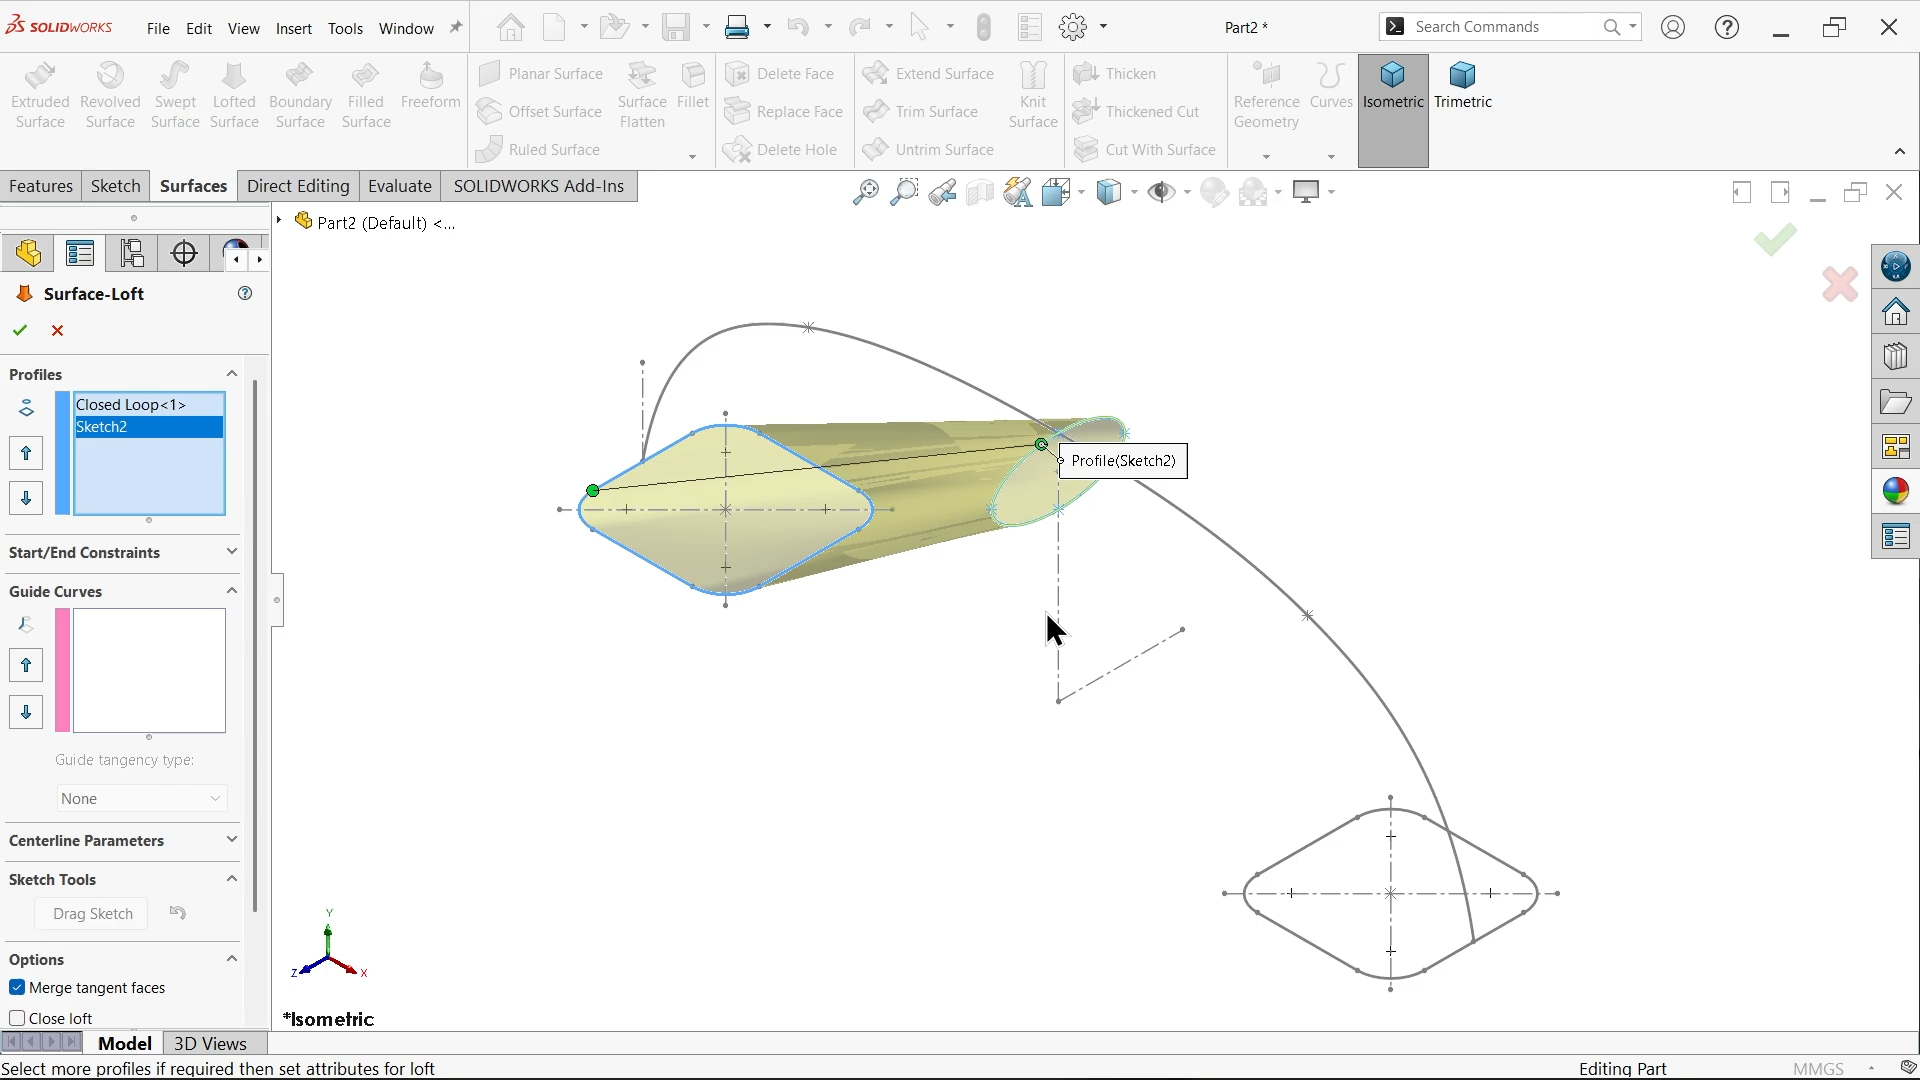 SOLIDWORKS File Edit View Insert Tools Window Part2 * Search Commands
Extruded Surface
Revolved Surface
Swept Surface
Lofted Surface
Boundary Surface
Filled Surface
Freeform
Planar Surface
Offset Surface
Ruled Surface
Surface Flatten
Fillet
Delete Face
Replace Face
Delete Hole
Extend Surface
Trim Surface
Untrim Surface
Knit Surface
Thicken
Thickened Cut
Cut With Surface
Reference Geometry
Curves
Isometric
Trimetric
Features Sketch Surfaces Direct Editing Evaluate SOLIDWORKS Add-Ins
Part2 (Default) <...
Surface-Loft
Profiles
Closed Loop<1>
Sketch2
Start/End Constraints
Guide Curves
Guide tangency type:
None
Centerline Parameters
Sketch Tools
Drag Sketch
Options
Merge tangent faces
Close loft
Profile(Sketch2)
Y
Z
X
*Isometric
Model 3D Views
Select more profiles if required then set attributes for loft Editing Part MMGS